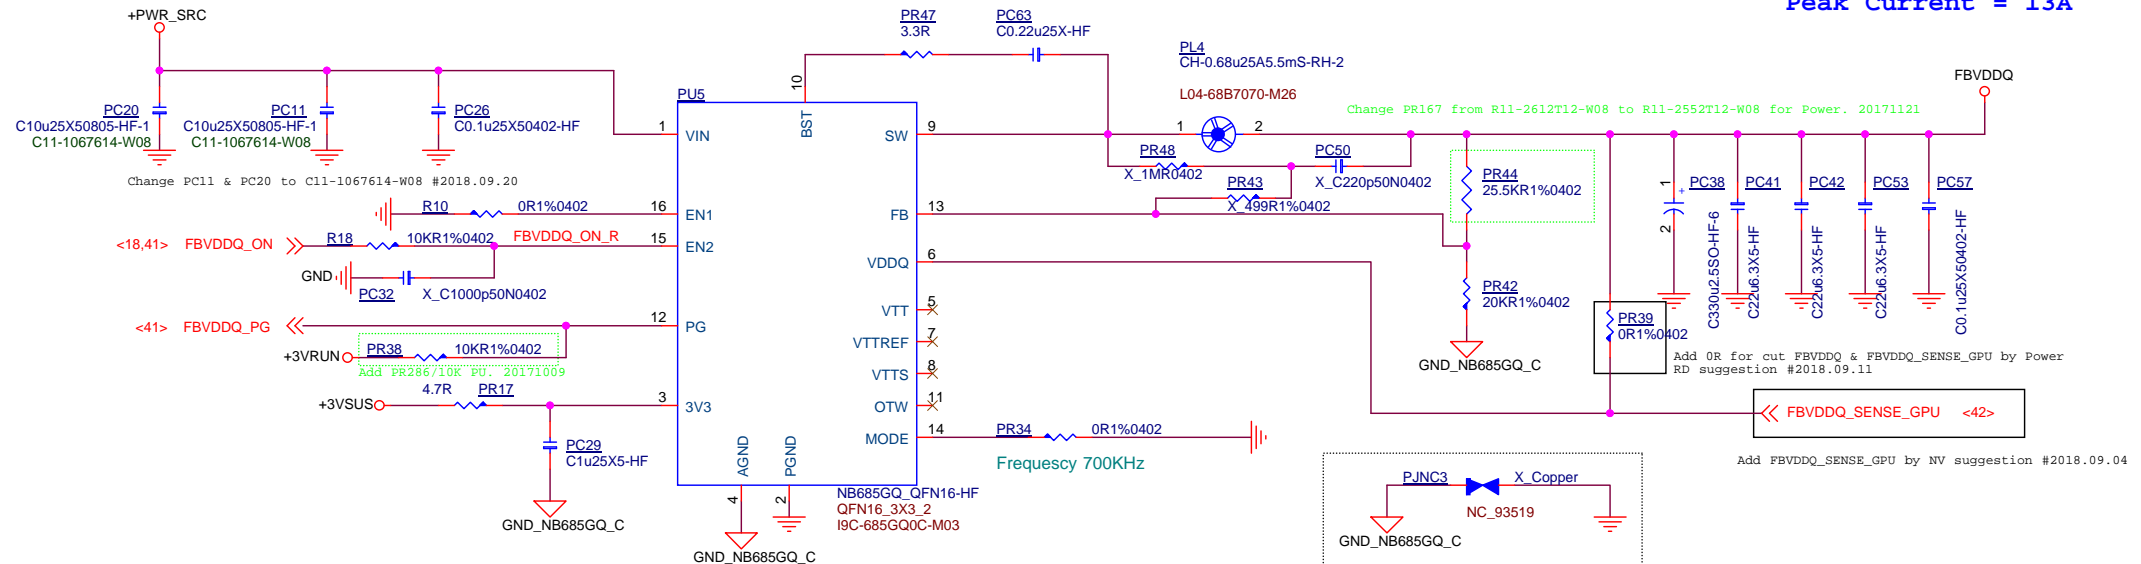 Peak Current = 13A
+PWR_SRC
PR47
3.3R
PC63
C0.22u25X-HF
PL4
CH-0.68u25A5.5mS-RH-2
L04-68B7070-M26
FBVDDQ
PC20
C10u25X50805-HF-1
C11-1067614-W08
PC11
C10u25X50805-HF-1
C11-1067614-W08
PC26
C0.1u25X50402-HF
Change PC11 & PC20 to C11-1067614-W08 #2018.09.20
PU5
10
BST
1
VIN
SW
9
1
2
Change PR167 from R11-2612T12-W08 to R11-2552T12-W08 for Power. 20171121
PR48
X_1MR0402
PC50
X_C220p50N0402
PR43
X_499R1%0402
PR44
25.5KR1%0402
1
+
2
PC38
C330u2.5SO-HF-6
PC41
C22u6.3X5-HF
PC42
C22u6.3X5-HF
PC53
C22u6.3X5-HF
PC57
C0.1u25X50402-HF
R10
0R1%0402
16
EN1
FB
13
<18,41>
FBVDDQ_ON
R18
10KR1%0402
FBVDDQ_ON_R
15
EN2
VDDQ
6
GND
PC32
X_C1000p50N0402
PR42
20KR1%0402
GND_NB685GQ_C
VTT
5
<41>
FBVDDQ_PG
12
PG
VTTREF
7
+3VRUN
PR38
10KR1%0402
Add PR286/10K PU. 20171009
VTTS
8
PR39
0R1%0402
Add 0R for cut FBVDDQ & FBVDDQ_SENSE_GPU by Power
RD suggestion #2018.09.11
+3VSUS
4.7R
PR17
3
3V3
OTW
11
FBVDDQ_SENSE_GPU
<42>
PC29
C1u25X5-HF
GND_NB685GQ_C
MODE
14
PR34
0R1%0402
Frequescy 700KHz
Add FBVDDQ_SENSE_GPU by NV suggestion #2018.09.04
AGND
PGND
4
2
GND_NB685GQ_C
NB685GQ_QFN16-HF
QFN16_3X3_2
I9C-685GQ0C-M03
PJNC3
X_Copper
NC_93519
GND_NB685GQ_C